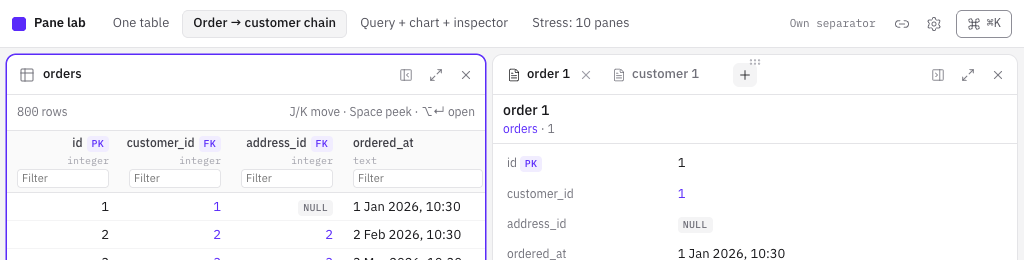 Pane lab
One table
Order → customer chain
Query + chart + inspector
Stress: 10 panes
Own separator
⌘ ⌘K
orders
800 rows
J/K move · Space peek · ⌥↵ open
id PK
customer_id FK
address_id FK
ordered_at
integer
integer
integer
text
Filter
Filter
Filter
Filter
1
1
NULL
1 Jan 2026, 10:30
2
2
2
2 Feb 2026, 10:30
order 1
customer 1
order 1
orders · 1
id PK
1
customer_id
1
address_id
NULL
ordered_at
1 Jan 2026, 10:30